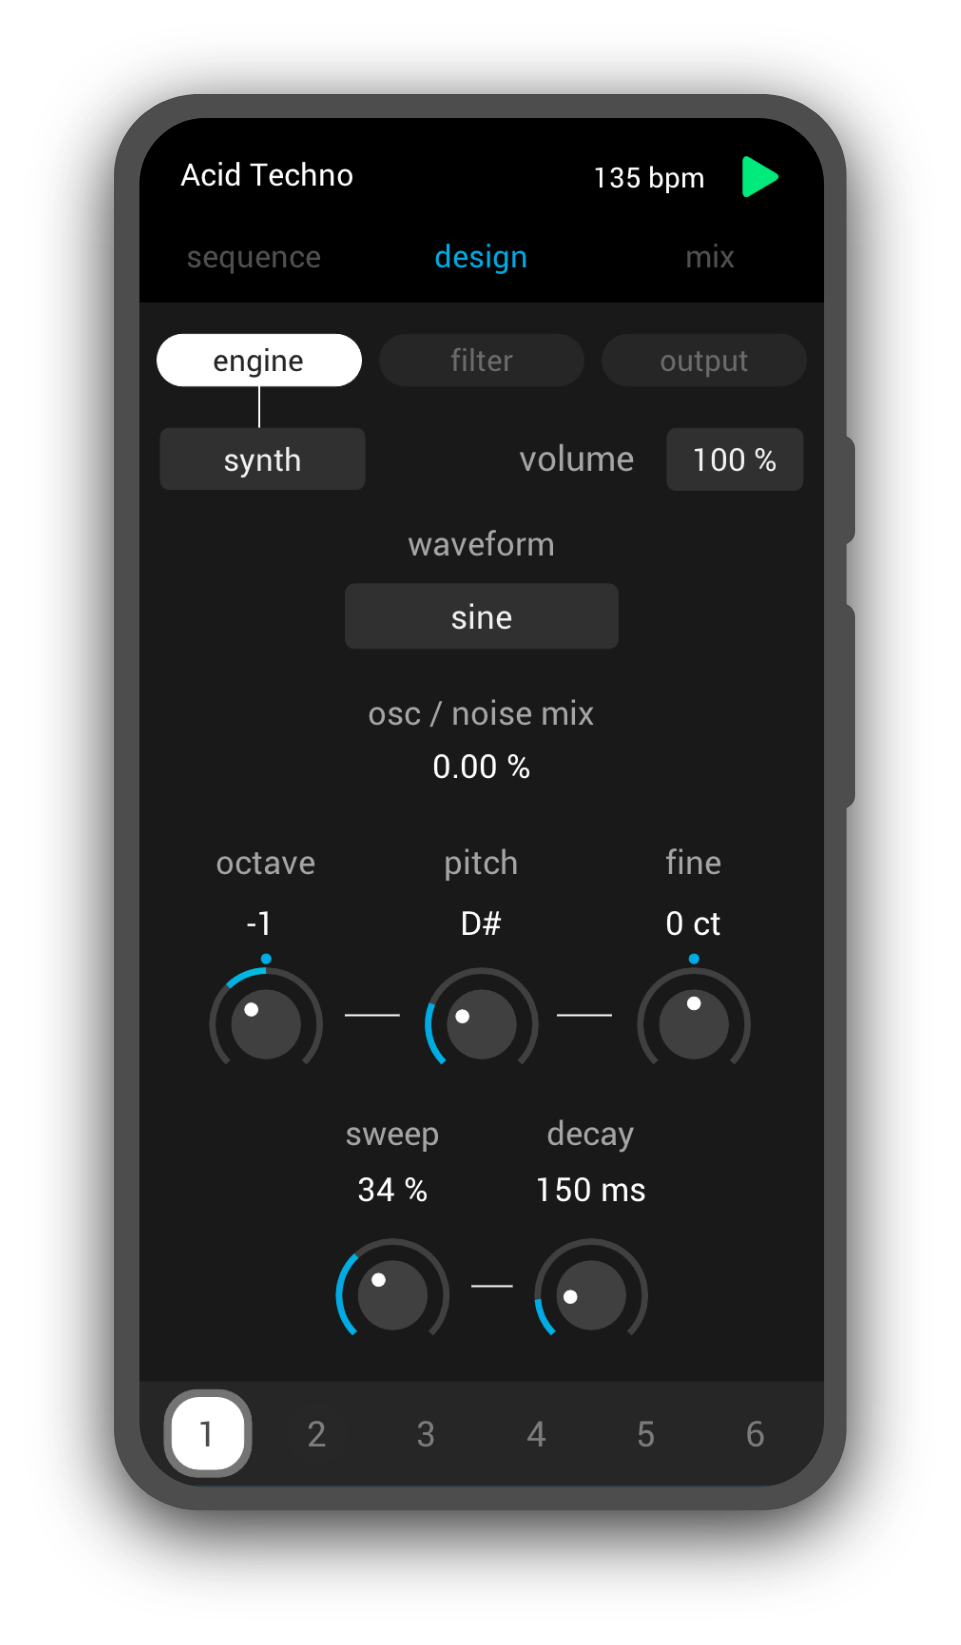 Acid Techno 135 bpm
sequence design mix
engine filter output
synth volume 100 %
waveform
sine
osc / noise mix
0.00 %
octave pitch fine
-1 D# 0 ct
sweep decay
34 % 150 ms
1 2 3 4 5 6